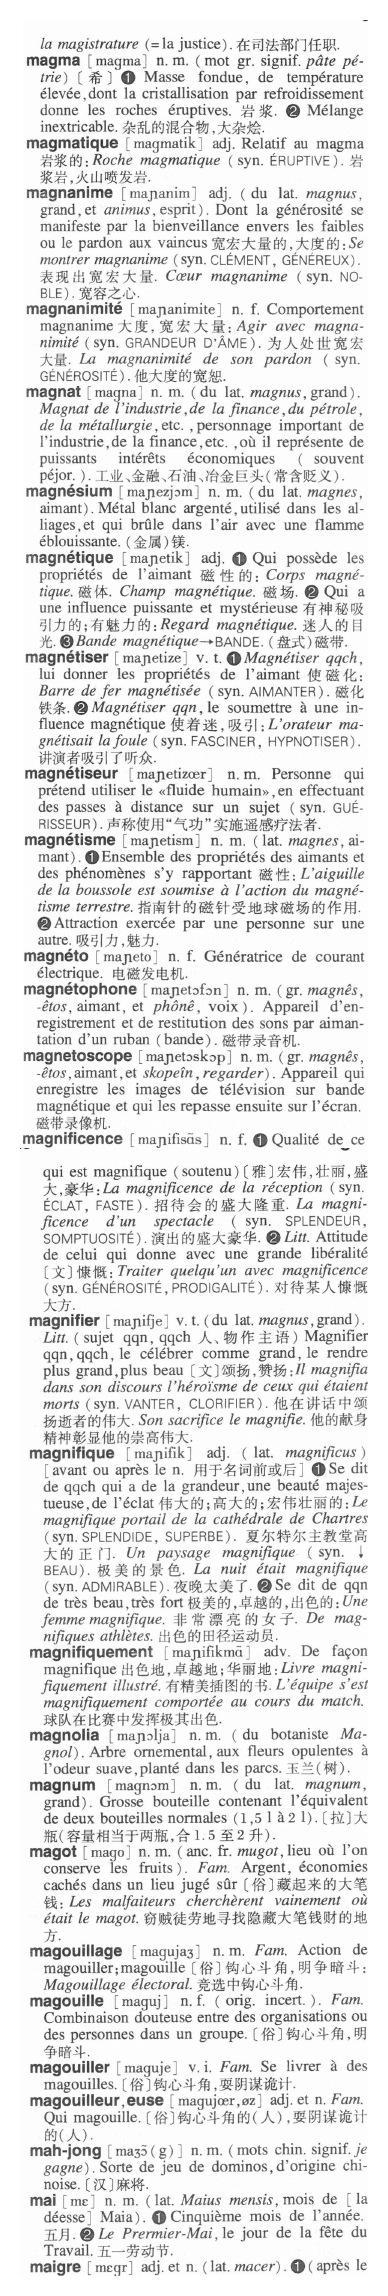 la magistrature (=la justice). 在司法部门任职.
magma [magma] n. m. (mot gr. signif. pâte pé-
trie) [希] ❶ Masse fondue, de température
élevée, dont la cristallisation par refroidissement
donne les roches éruptives. 岩浆. ❷ Mélange
inextricable. 杂乱的混合物,大杂烩.
magmatique [magmatik] adj. Relatif au magma
岩浆的: Roche magmatique (syn. ÉRUPTIVE). 岩
浆岩,火山喷发岩.
magnanime [maɲanim] adj. (du lat. magnus,
grand, et animus, esprit). Dont la générosité se
manifeste par la bienveillance envers les faibles
ou le pardon aux vaincus 宽宏大量的,大度的: Se
montrer magnanime (syn. CLÉMENT, GÉNÉREUX).
表现出宽宏大量. Cœur magnanime (syn. NO-
BLE). 宽容之心.
magnanimité [maɲanimite] n. f. Comportement
magnanime 大度,宽宏大量: Agir avec magna-
nimité (syn. GRANDEUR D'ÂME). 为人处世宽宏
大量. La magnanimité de son pardon (syn.
GÉNÉROSITÉ). 他大度的宽恕.
magnat [magna] n. m. (du lat. magnus, grand).
Magnat de l'industrie, de la finance, du pétrole,
de la métallurgie, etc., personnage important de
l'industrie, de la finance, etc., où il représente de
puissants intérêts économiques (souvent
péjor.). 工业、金融、石油、冶金巨头(常含贬义).
magnésium [maɲezjɔm] n. m. (du lat. magnes,
aimant). Métal blanc argenté, utilisé dans les al-
liages, et qui brûle dans l'air avec une flamme
éblouissante. (金属)镁.
magnétique [maɲetik] adj. ❶ Qui possède les
propriétés de l'aimant 磁性的: Corps magné-
tique. 磁体. Champ magnétique. 磁场. ❷ Qui a
une influence puissante et mystérieuse 有神秘吸
引力的;有魅力的: Regard magnétique. 迷人的目
光. ❸ Bande magnétique→BANDE. (盘式)磁带.
magnétiser [maɲetize] v. t. ❶ Magnétiser qqch,
lui donner les propriétés de l'aimant 使磁化:
Barre de fer magnétisée (syn. AIMANTER). 磁化
铁条. ❷ Magnétiser qqn, le soumettre à une in-
fluence magnétique 使着迷,吸引: L'orateur ma-
gnétisait la foule (syn. FASCINER, HYPNOTISER).
讲演者吸引了听众.
magnétiseur [maɲetizœr] n. m. Personne qui
prétend utiliser le «fluide humain», en effectuant
des passes à distance sur un sujet (syn. GUÉ-
RISSEUR). 声称使用“气功”实施遥感疗法者.
magnétisme [maɲetism] n. m. (lat. magnes, ai-
mant). ❶ Ensemble des propriétés des aimants et
des phénomènes s'y rapportant 磁性: L'aiguille
de la boussole est soumise à l'action du magné-
tisme terrestre. 指南针的磁针受地球磁场的作用.
❷ Attraction exercée par une personne sur une
autre. 吸引力,魅力.
magnéto [maɲeto] n. f. Génératrice de courant
électrique. 电磁发电机.
magnétophone [maɲetɔfɔn] n. m. (gr. magnês,
-êtos, aimant, et phônê, voix). Appareil d'en-
registrement et de restitution des sons par aiman-
tation d'un ruban (bande). 磁带录音机.
magnetoscope [maɲetɔskɔp] n. m. (gr. magnês,
-êtos, aimant, et skopeîn, regarder). Appareil qui
enregistre les images de télévision sur bande
magnétique et qui les repasse ensuite sur l'écran.
磁带录像机.
magnificence [maɲifisɑ̃s] n. f. ❶ Qualité de ce
qui est magnifique (soutenu) [雅]宏伟,壮丽,盛
大,豪华: La magnificence de la réception (syn.
ÉCLAT, FASTE). 招待会的盛大隆重. La magni-
ficence d'un spectacle (syn. SPLENDEUR,
SOMPTUOSITÉ). 演出的盛大豪华. ❷ Litt. Attitude
de celui qui donne avec une grande libéralité
[文]慷慨: Traiter quelqu'un avec magnificence
(syn. GÉNÉROSITÉ, PRODIGALITÉ). 对待某人慷慨
大方.
magnifier [maɲifje] v. t. (du lat. magnus, grand).
Litt. (sujet qqn, qqch 人、物作主语) Magnifier
qqn, qqch, le célébrer comme grand, le rendre
plus grand, plus beau [文]颂扬,赞扬: Il magnifia
dans son discours l'héroïsme de ceux qui étaient
morts (syn. VANTER, CLORIFIER). 他在讲话中颂
扬逝者的伟大. Son sacrifice le magnifie. 他的献身
精神彰显他的崇高伟大.
magnifique [maɲifik] adj. (lat. magnificus)
[avant ou après le n. 用于名词前或后] ❶ Se dit
de qqch qui a de la grandeur, une beauté majes-
tueuse, de l'éclat 伟大的;高大的;宏伟壮丽的: Le
magnifique portail de la cathédrale de Chartres
(syn. SPLENDIDE, SUPERBE). 夏尔特尔主教堂高
大的正门. Un paysage magnifique (syn. ↓
BEAU). 极美的景色. La nuit était magnifique
(syn. ADMIRABLE). 夜晚太美了. ❷ Se dit de qqn
de très beau, très fort 极美的,卓越的,出色的: Une
femme magnifique. 非常漂亮的女子. De mag-
nifiques athlètes. 出色的田径运动员.
magnifiquement [maɲifikmɑ̃] adv. De façon
magnifique 出色地,卓越地;华丽地: Livre magni-
fiquement illustré. 有精美插图的书. L'équipe s'est
magnifiquement comportée au cours du match.
球队在比赛中发挥极其出色.
magnolia [maɲɔlja] n. m. (du botaniste Ma-
gnol). Arbre ornemental, aux fleurs opulentes à
l'odeur suave, planté dans les parcs. 玉兰(树).
magnum [magnɔm] n. m. (du lat. magnum,
grand). Grosse bouteille contenant l'équivalent
de deux bouteilles normales (1,5 l à 2 l). [拉]大
瓶(容量相当于两瓶,合 1.5 至 2 升).
magot [mago] n. m. (anc. fr. mugot, lieu où l'on
conserve les fruits). Fam. Argent, économies
cachés dans un lieu jugé sûr [俗]藏起来的大笔
钱: Les malfaiteurs cherchèrent vainement où
était le magot. 窃贼徒劳地寻找隐藏大笔钱财的地
方.
magouillage [magujaʒ] n. m. Fam. Action de
magouiller; magouille [俗]钩心斗角,明争暗斗:
Magouillage électoral. 竞选中钩心斗角.
magouille [maguj] n. f. (orig. incert.). Fam.
Combinaison douteuse entre des organisations ou
des personnes dans un groupe. [俗]钩心斗角,明
争暗斗.
magouiller [maguje] v. i. Fam. Se livrer à des
magouilles. [俗]钩心斗角,耍阴谋诡计.
magouilleur, euse [magujœr, øz] adj. et n. Fam.
Qui magouille. [俗]钩心斗角的(人),耍阴谋诡计
的(人).
mah-jong [maʒɔ̃(g)] n. m. (mots chin. signif. je
gagne). Sorte de jeu de dominos, d'origine chi-
noise. [汉]麻将.
mai [mɛ] n. m. (lat. Maius mensis, mois de [la
déesse] Maia). ❶ Cinquième mois de l'année.
五月. ❷ Le Prermier-Mai, le jour de la fête du
Travail. 五一劳动节.
maigre [mɛgr] adj. et n. (lat. macer). ❶ (après le